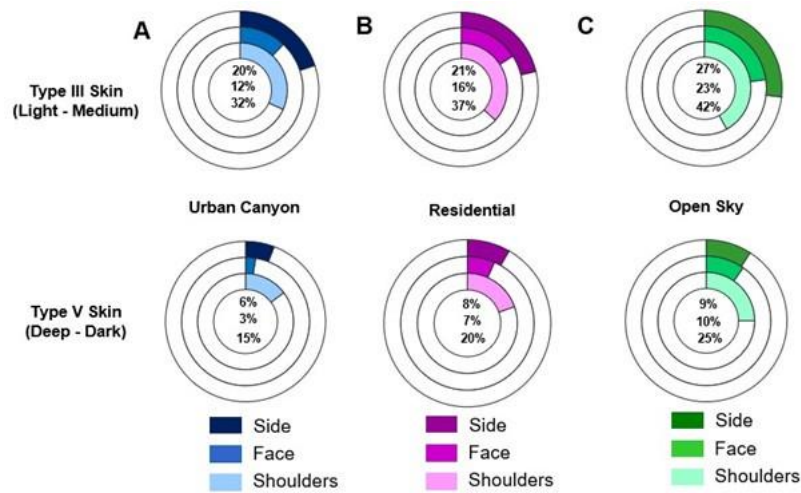 A
B
C
Type III Skin
(Light - Medium)
20%
12%
32%
21%
16%
37%
27%
23%
42%
Urban Canyon
Residential
Open Sky
Type V Skin
(Deep - Dark)
6%
3%
15%
8%
7%
20%
9%
10%
25%
Side
Face
Shoulders
Side
Face
Shoulders
Side
Face
Shoulders